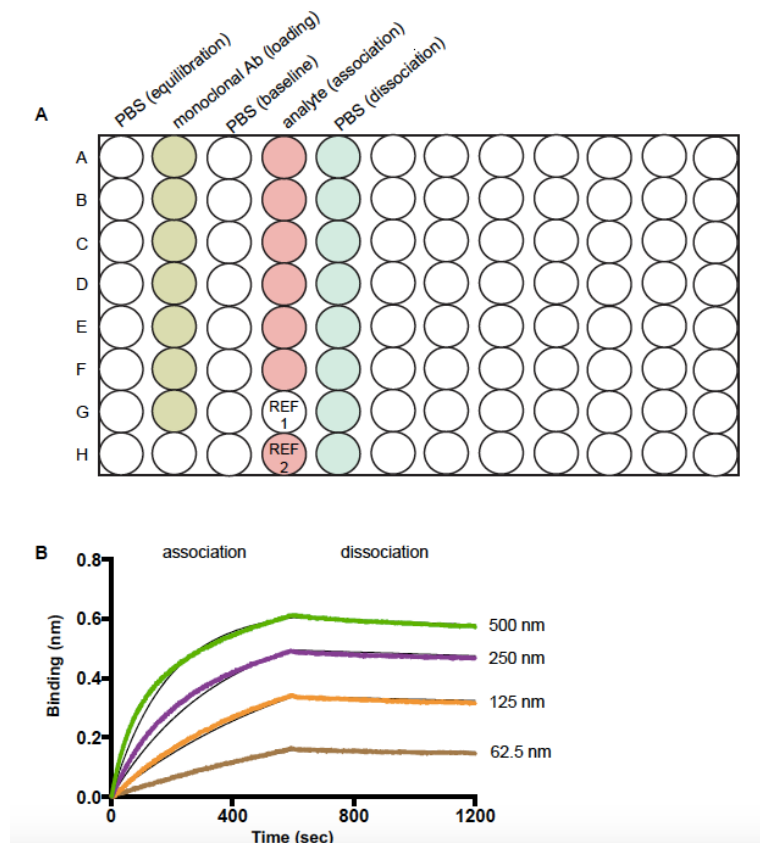 PBS (equilibration)
monoclonal Ab (loading)
PBS (baseline)
analyte (association)
PBS (dissociation)
A
A
B
C
D
E
F
G
REF
1
H
REF
2
B
association
dissociation
Binding (nm)
0.8
0.6
0.4
0.2
0.0
500 nm
250 nm
125 nm
62.5 nm
0
400
800
1200
Time (sec)